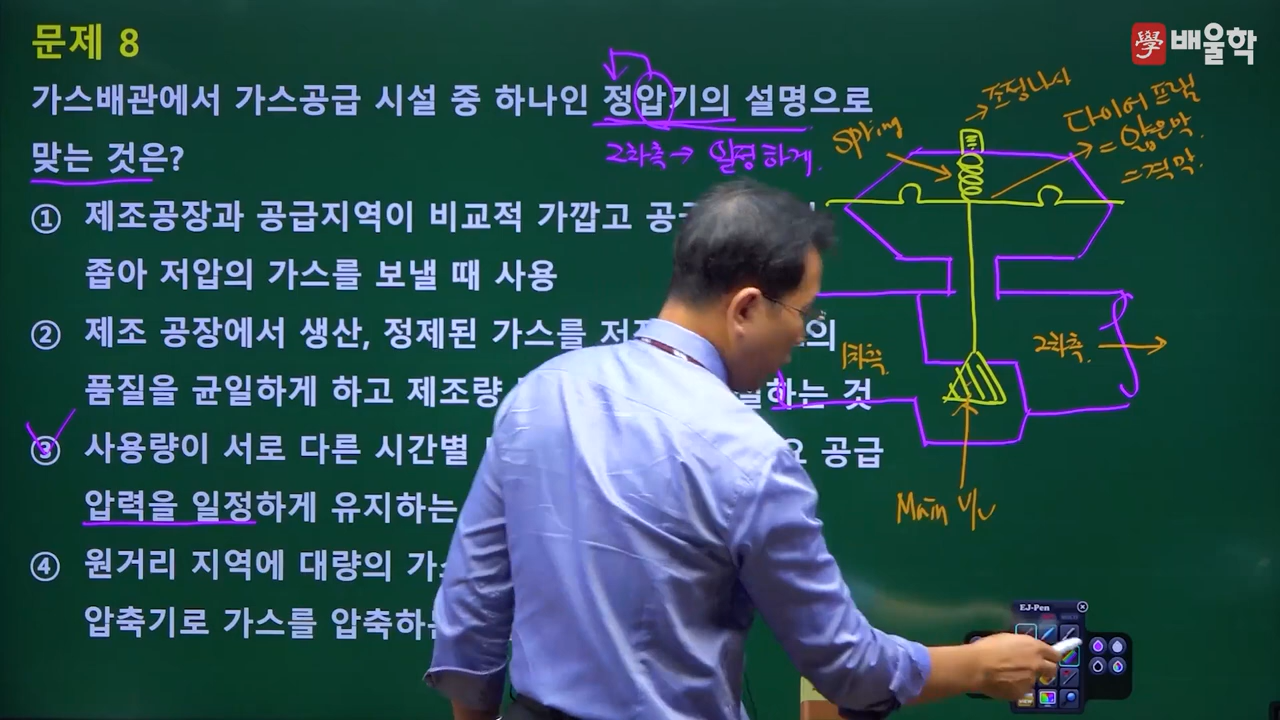 문제 8
배울학
學
가스배관에서 가스공급 시설 중 하나인 정압기의 설명으로
맞는 것은?
2차측 → 일정하게.
① 제조공장과 공급지역이 비교적 가깝고
좁아 저압의 가스를 보낼 때 사용
② 제조 공장에서 생산, 정제된 가스를
품질을 균일하게 하고 제조량 하는 것
③ 사용량이 서로 다른 시간별 공급
압력을 일정하게 유지하는
④ 원거리 지역에 대량의
압축기로 가스를 압축하는
조정나사
spring
다이어프램
= 얇은막.
= 격막.
1차측.
2차측.
Main V/v
EJ-Pen